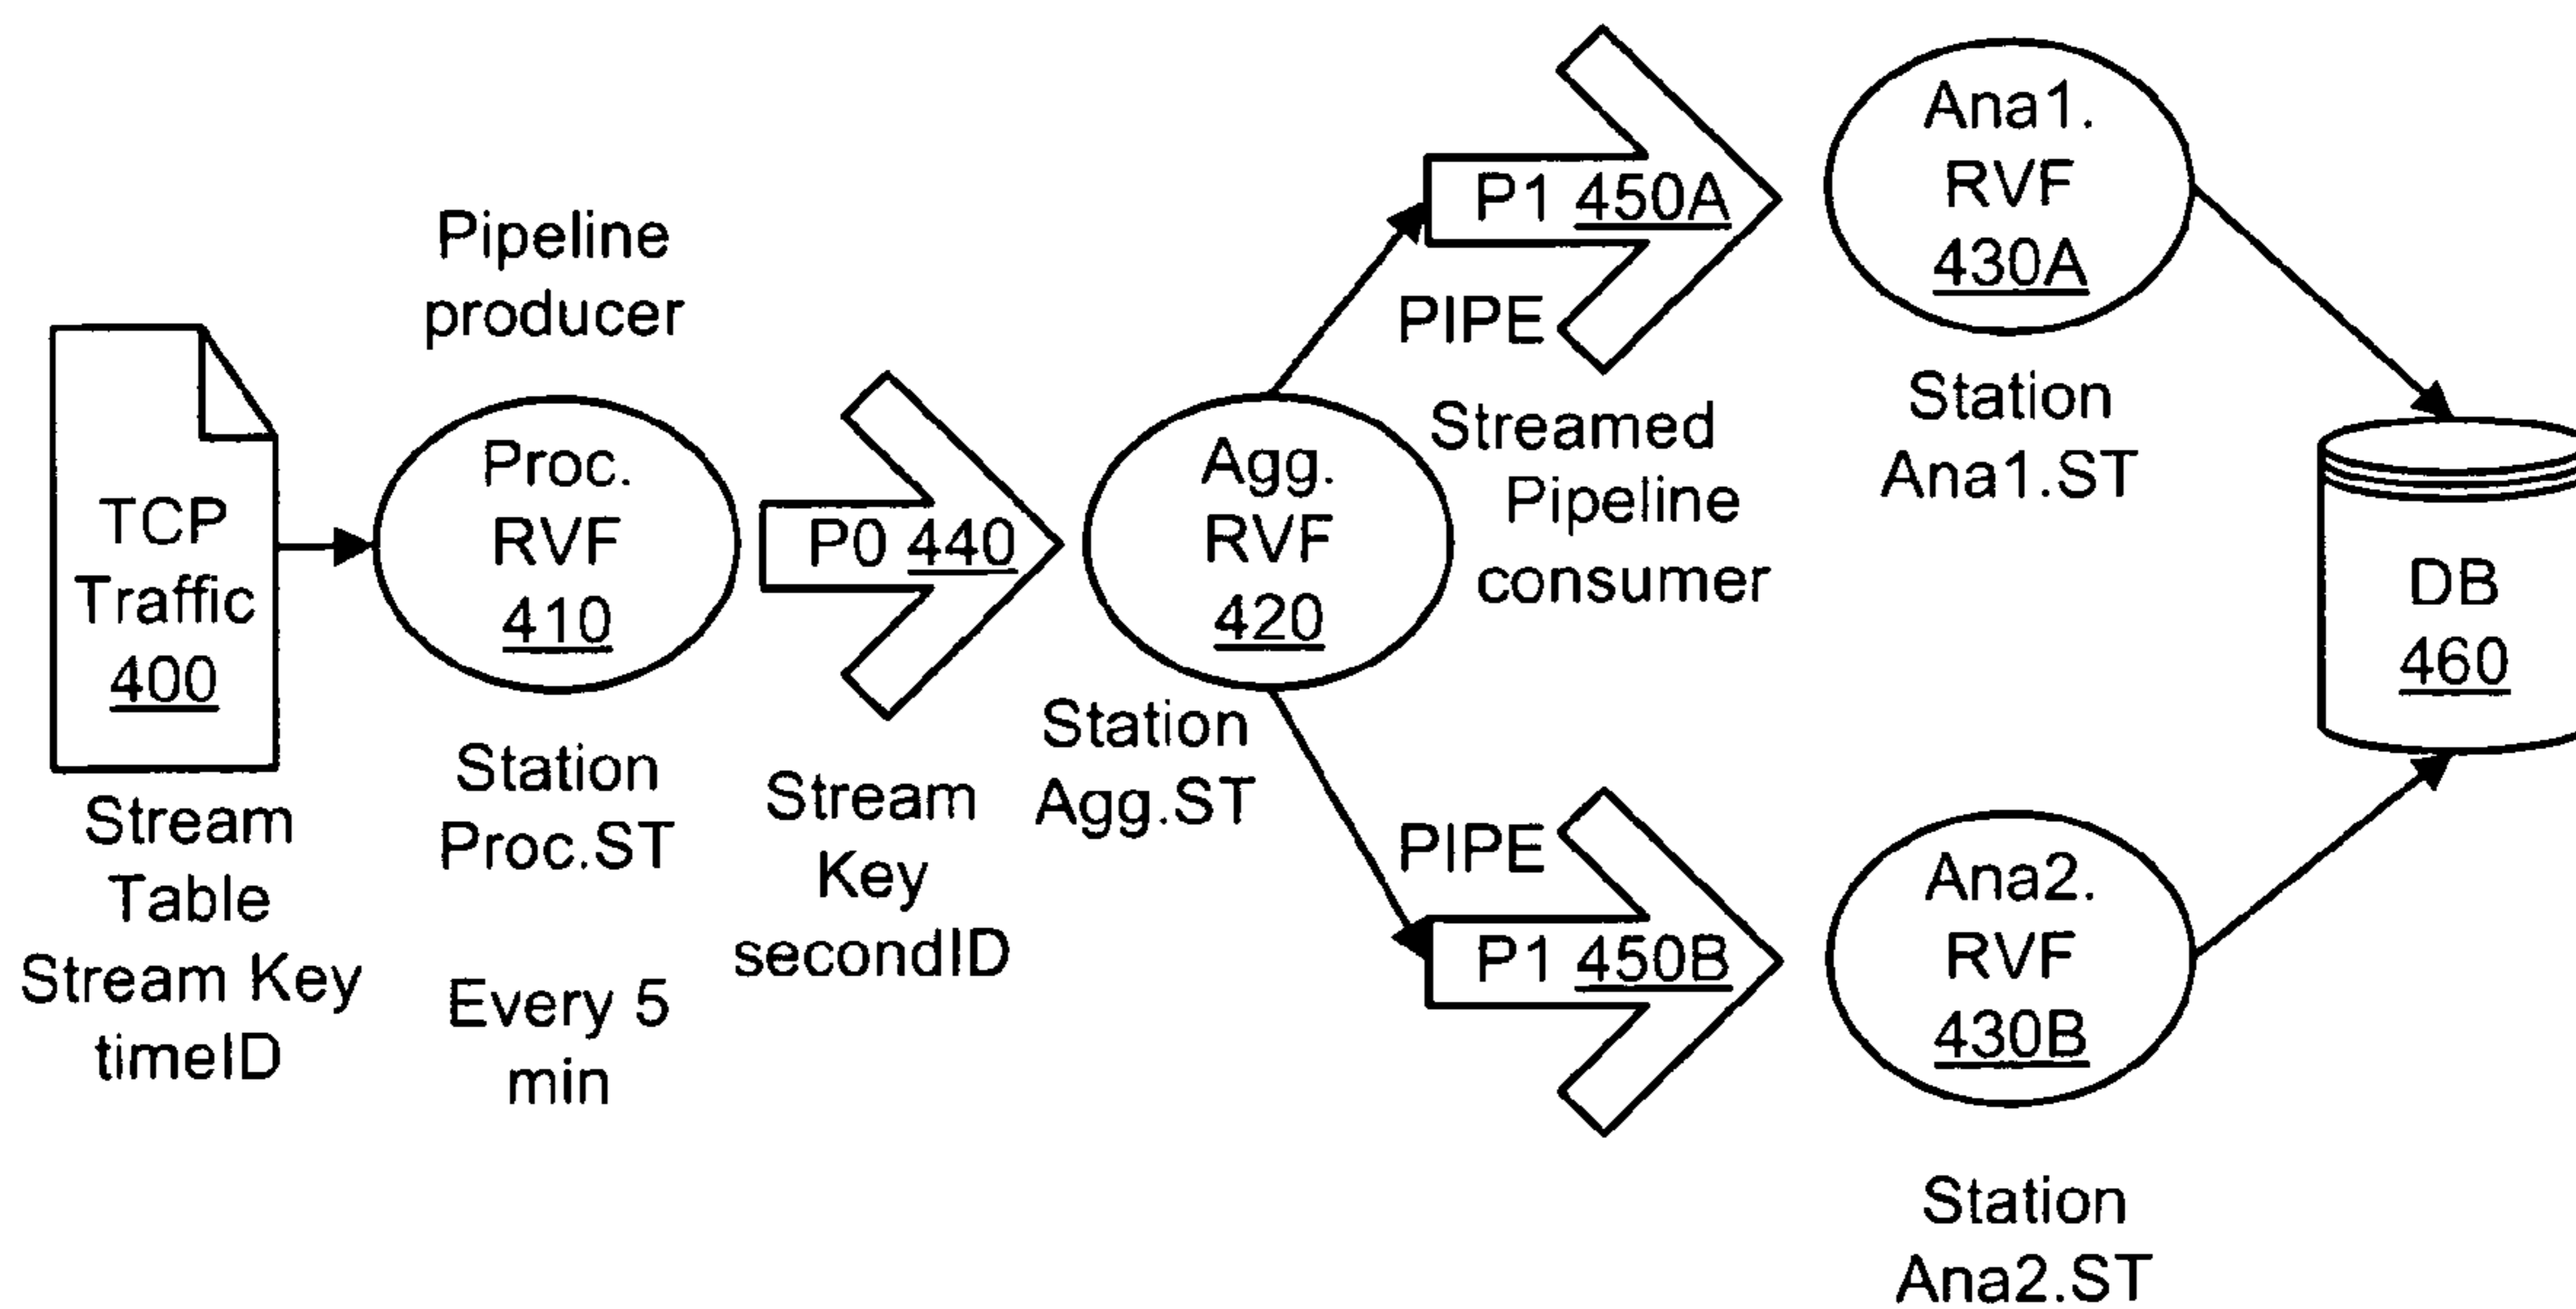 TCP
Traffic
400
Stream
Table
Stream Key
timeID
Pipeline
producer
Proc.
RVF
410
Station
Proc.ST
Every 5
min
P0 440
Stream
Key
secondID
Agg.
RVF
420
Station
Agg.ST
P1 450A
PIPE
Streamed
Pipeline
consumer
PIPE
P1 450B
Ana1.
RVF
430A
Station
Ana1.ST
Ana2.
RVF
430B
Station
Ana2.ST
DB
460